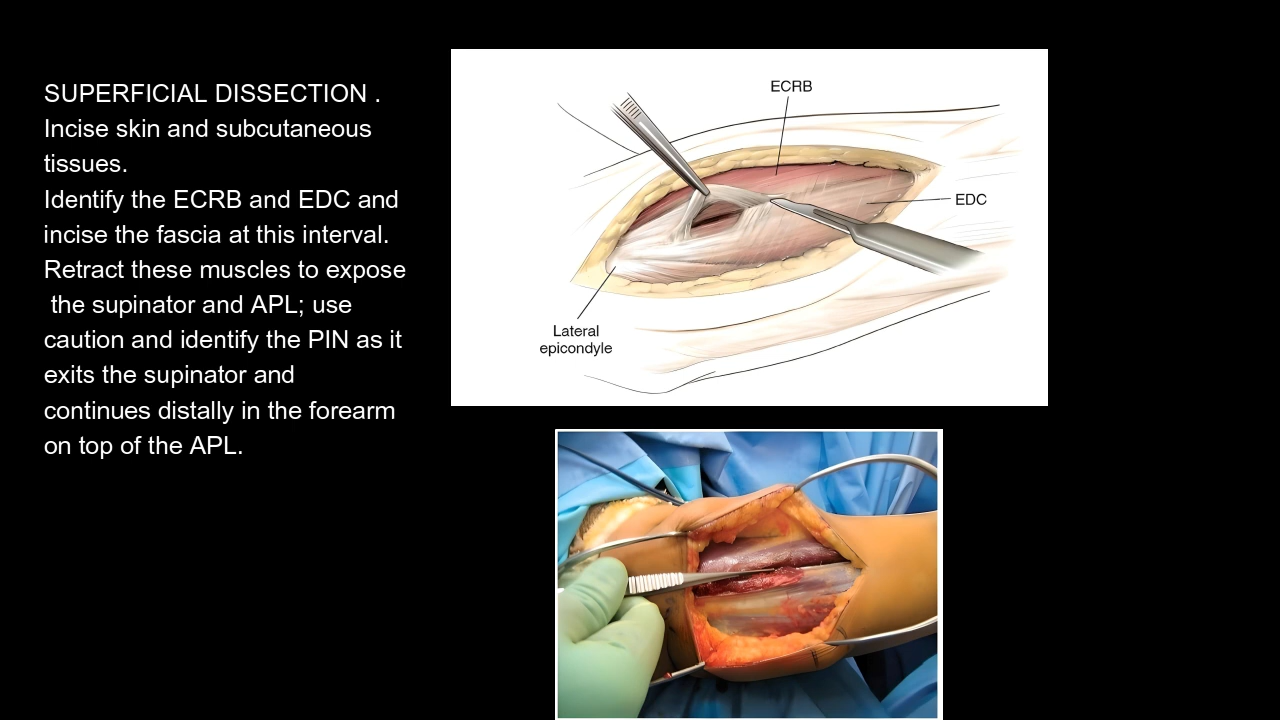 SUPERFICIAL DISSECTION .
Incise skin and subcutaneous
tissues.
Identify the ECRB and EDC and
incise the fascia at this interval.
Retract these muscles to expose
the supinator and APL; use
caution and identify the PIN as it
exits the supinator and
continues distally in the forearm
on top of the APL.
ECRB
EDC
Lateral
epicondyle